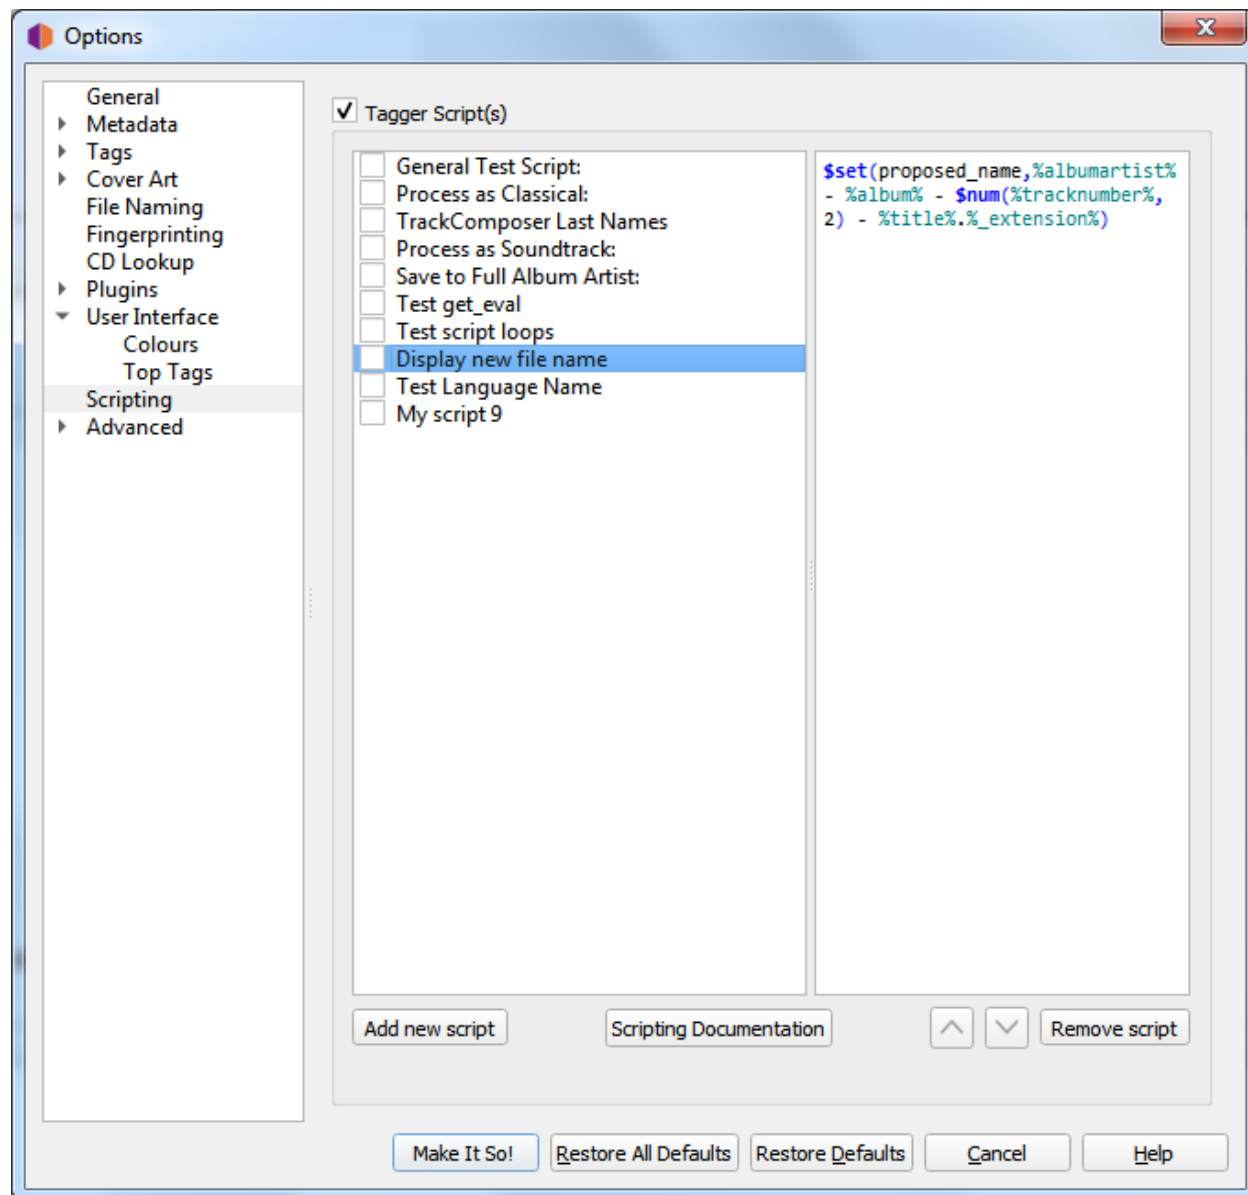 Options
General
Metadata
Tags
Cover Art
File Naming
Fingerprinting
CD Lookup
Plugins
User Interface
Colours
Top Tags
Scripting
Advanced
Tagger Script(s)
General Test Script:
Process as Classical:
TrackComposer Last Names
Process as Soundtrack:
Save to Full Album Artist:
Test get_eval
Test script loops
Display new file name
Test Language Name
My script 9
$set(proposed_name,%albumartist%
- %album% - $num(%tracknumber%,
2) - %title%.%_extension%)
Add new script
Scripting Documentation
Remove script
Make It So!
Restore All Defaults
Restore Defaults
Cancel
Help